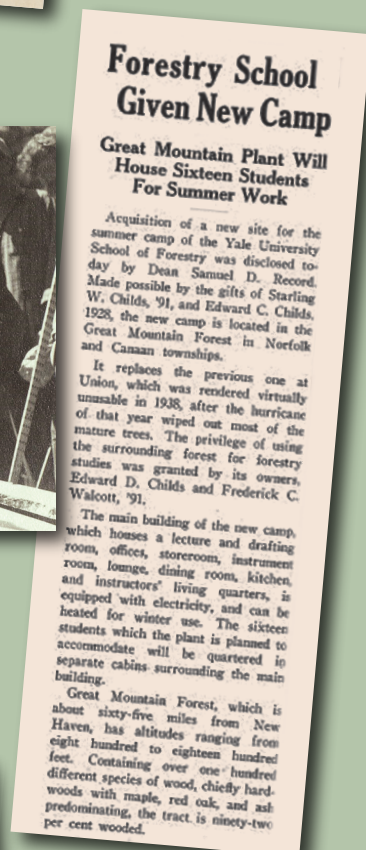 Forestry School
Given New Camp
Great Mountain Plant Will
House Sixteen Students
For Summer Work
Acquisition of a new site for the
summer camp of the Yale University
School of Forestry was disclosed to-
day by Dean Samuel D. Record.
Made possible by the gifts of Starling
W. Childs, '91, and Edward C. Childs,
1928, the new camp is located in the
Great Mountain Forest in Norfolk
and Canaan townships.
It replaces the previous one at
Union, which was rendered virtually
unusable in 1938, after the hurricane
of that year wiped out most of the
mature trees. The privilege of using
the surrounding forest for forestry
studies was granted by its owners,
Edward D. Childs and Frederick C.
Walcott, '91.
The main building of the new camp,
which houses a lecture and drafting
room, offices, storeroom, instrument
room, lounge, dining room, kitchen,
and instructors' living quarters, is
equipped with electricity, and can be
heated for winter use. The sixteen
students which the plant is planned to
accommodate will be quartered in
separate cabins surrounding the main
building.
Great Mountain Forest, which is
about sixty-five miles from New
Haven, has altitudes ranging from
eight hundred to eighteen hundred
feet. Containing over one hundred
different species of wood, chiefly hard-
woods with maple, red oak, and ash
predominating, the tract is ninety-two
per cent wooded.